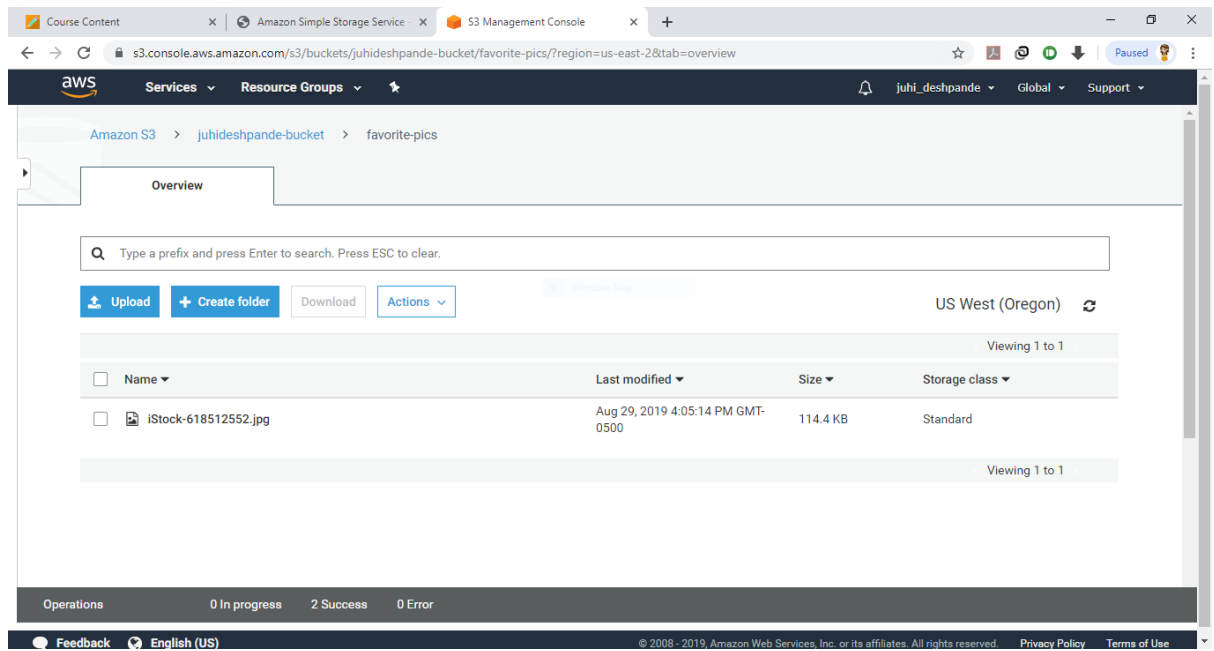 Course Content
Amazon Simple Storage Service -
S3 Management Console
s3.console.aws.amazon.com/s3/buckets/juhideshpande-bucket/favorite-pics/?region=us-east-2&tab=overview
Paused
aws Services Resource Groups juhi_deshpande Global Support
Amazon S3 > juhideshpande-bucket > favorite-pics
Overview
Type a prefix and press Enter to search. Press ESC to clear.
Upload + Create folder Download Actions US West (Oregon)
Viewing 1 to 1
Name Last modified Size Storage class
iStock-618512552.jpg Aug 29, 2019 4:05:14 PM GMT- 114.4 KB Standard
0500
Viewing 1 to 1
Operations 0 In progress 2 Success 0 Error
Feedback English (US) © 2008 - 2019, Amazon Web Services, Inc. or its affiliates. All rights reserved. Privacy Policy Terms of Use